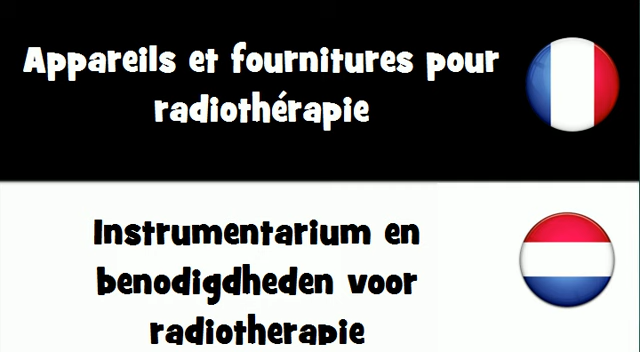 Appareils et fournitures pour
radiothérapie
Instrumentarium en
benodigdheden voor
radiotherapie